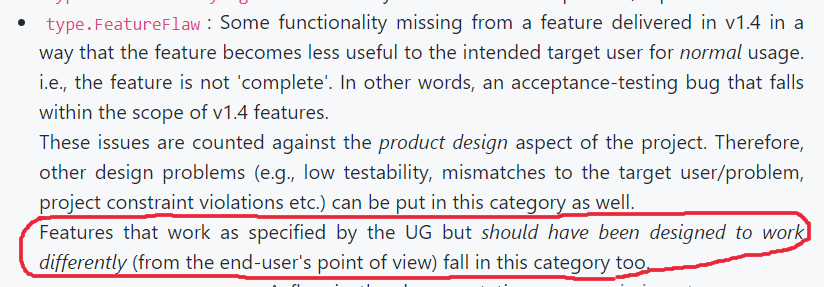 type.FeatureFlaw : Some functionality missing from a feature delivered in v1.4 in a
way that the feature becomes less useful to the intended target user for normal usage.
i.e., the feature is not 'complete'. In other words, an acceptance-testing bug that falls
within the scope of v1.4 features.
These issues are counted against the product design aspect of the project. Therefore,
other design problems (e.g., low testability, mismatches to the target user/problem,
project constraint violations etc.) can be put in this category as well.
Features that work as specified by the UG but should have been designed to work
differently (from the end-user's point of view) fall in this category too.